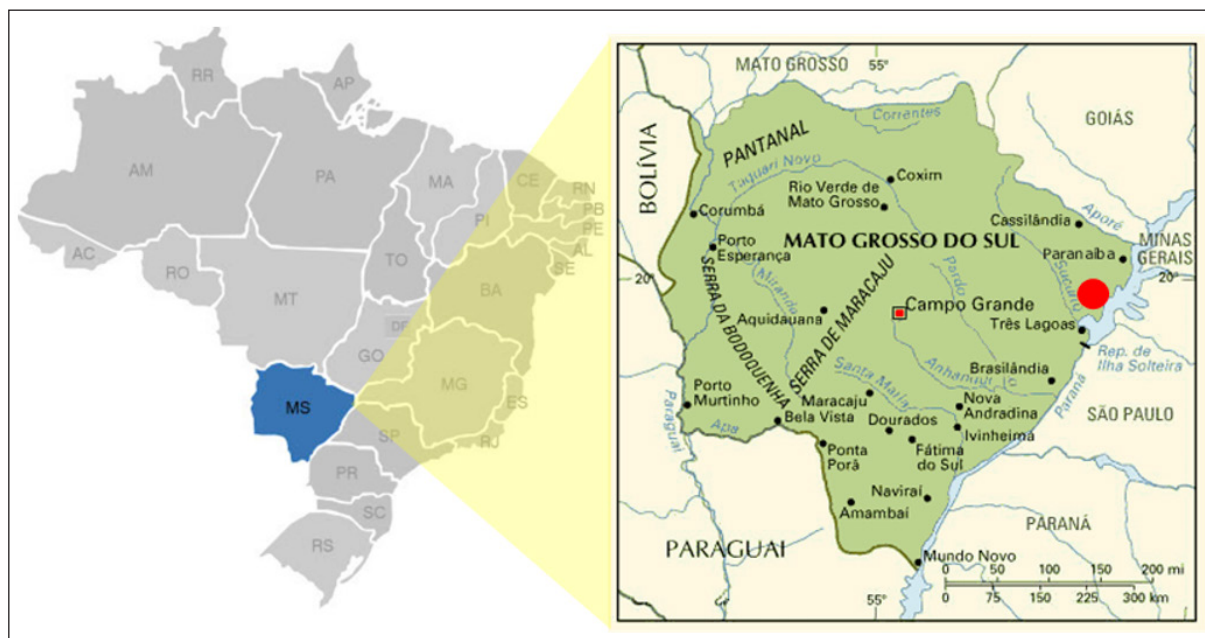 RR
AP
AM
PA
MA
CE
RN
PB
PE
AL
SE
PI
AC
RO
TO
BA
MT
DF
GO
MG
ES
MS
SP
RJ
PR
SC
RS
MATO GROSSO
55°
GOIÁS
BOLÍVIA
PANTANAL
Correntes
Taquari Novo
Coxim
Rio Verde de
Mato Grosso
Corumbá
Cassilândia
Aporé
Porto
Esperança
MATO GROSSO DO SUL
Paranaíba
MINAS
GERAIS
20°
20°
SERRA DA BODOQUENHA
Miranda
SERRA DE MARACAJU
Pardo
Sucuriú
Campo Grande
Aquidauana
Três Lagoas
Rep. de
Ilha Solteira
Brasilândia
Anhanduí
Santa Maria
Porto
Murtinho
Maracaju
Nova
Andradina
Paraná
SÃO PAULO
Paraguai
Apa
Bela Vista
Dourados
Ivinheima
Ponta
Porã
Fátima
do Sul
Naviraí
Amambaí
PARANÁ
PARAGUAI
Mundo Novo
0 50 100 150 200 mi
0 75 150 225 300 km
55°